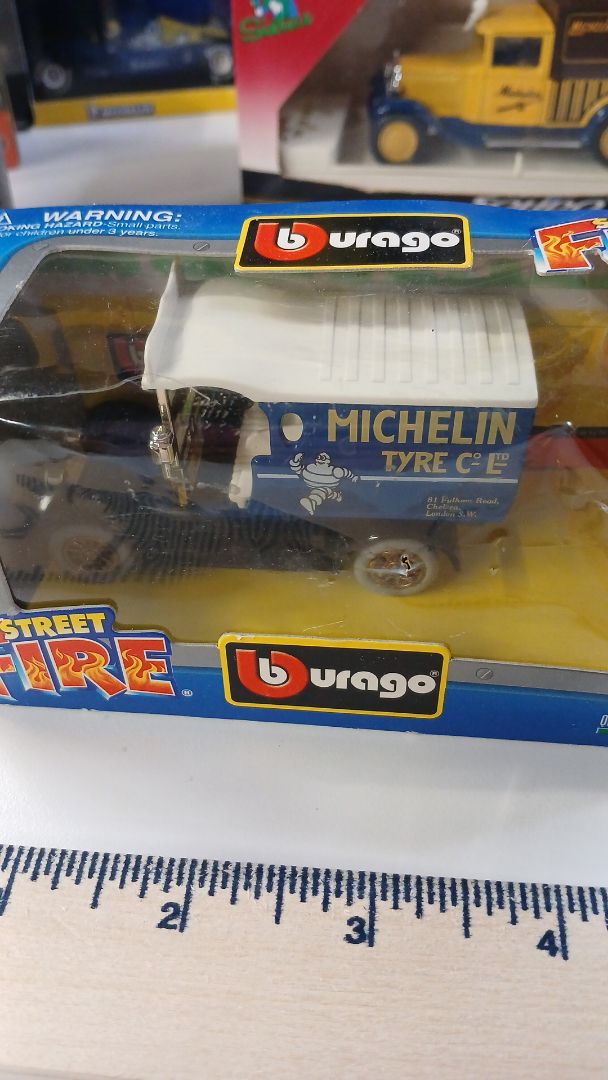 WARNING:
CHOKING HAZARD-Small parts.
for children under 3 years.
Burago®
MICHELIN
TYRE Cº LTD
81 Fulham Road,
Chelsea,
London S.W.
STREET
FIRE®
Burago®
2
3
4